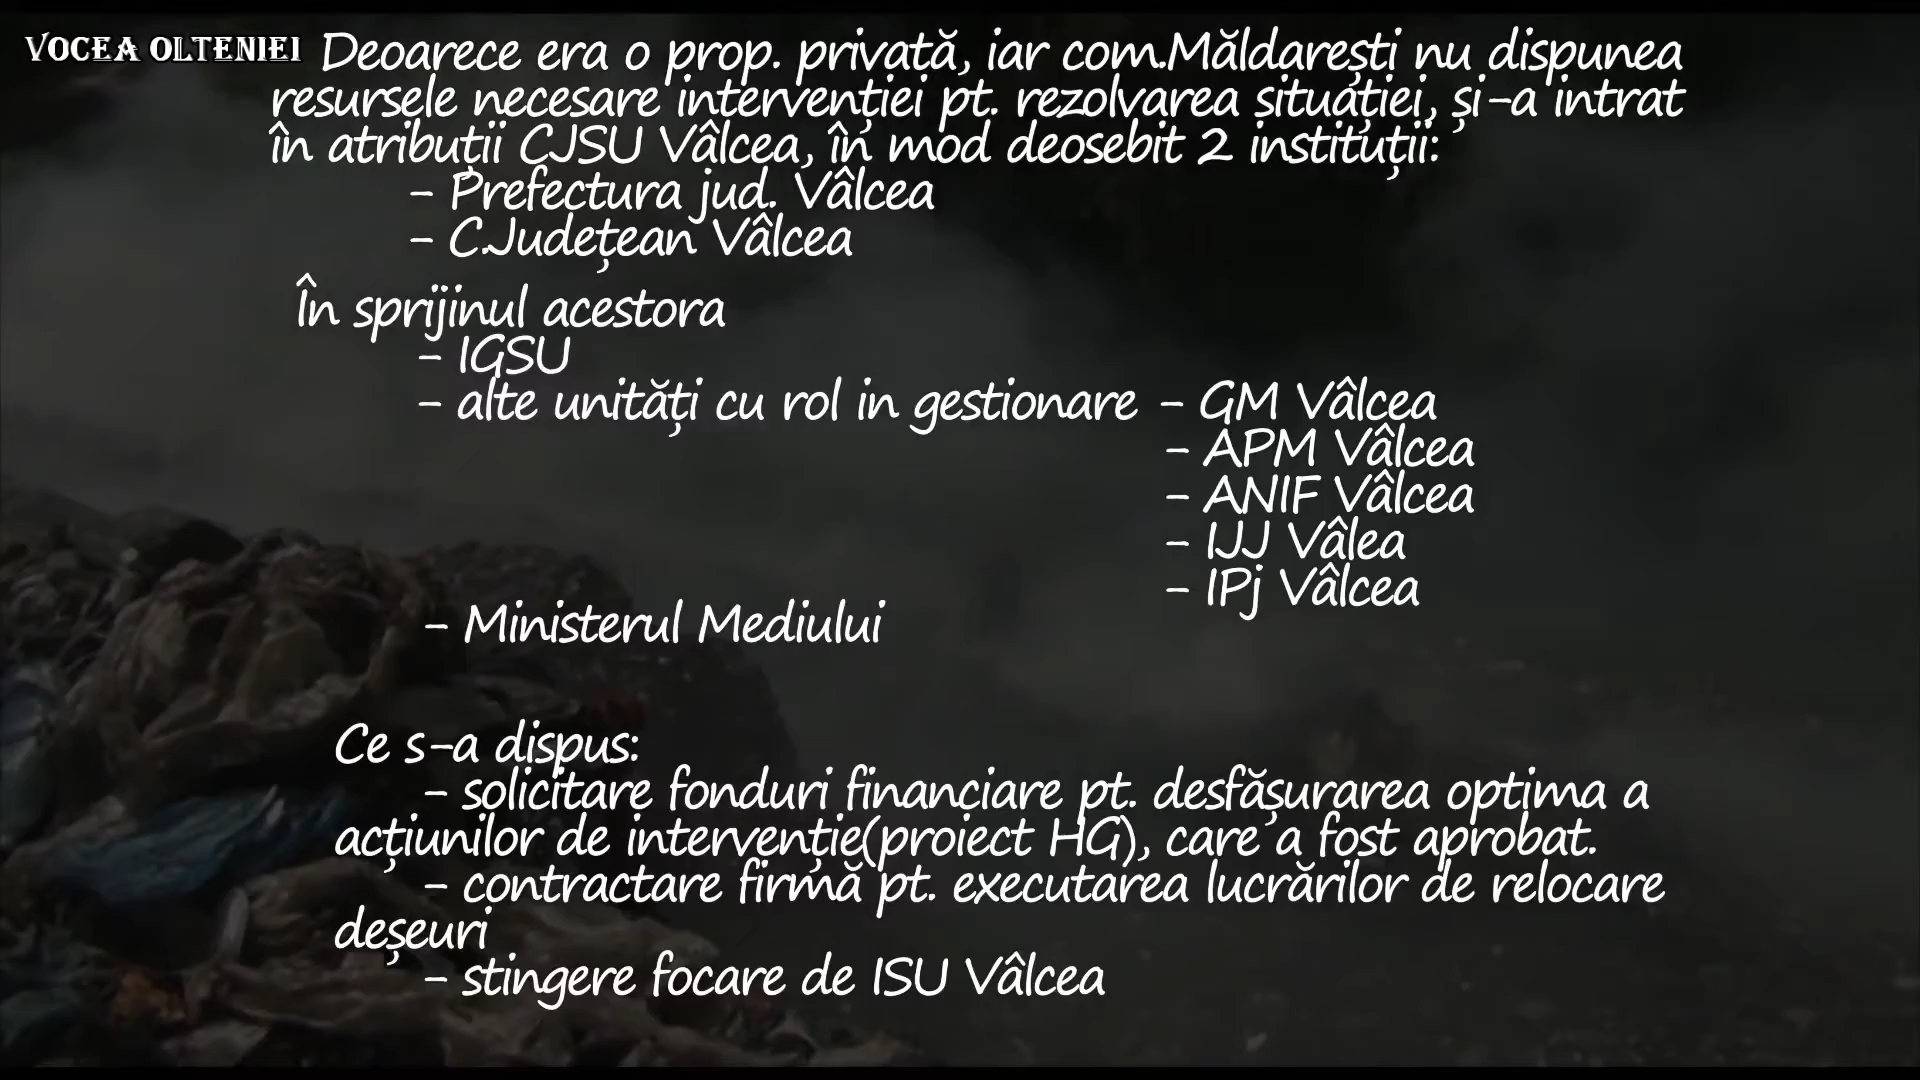 VOCEA OLTENIEI
Deoarece era o prop. privată, iar com.Măldarești nu dispunea
resursele necesare intervenției pt. rezolvarea situației, și-a intrat
în atribuții CJSU Vâlcea, în mod deosebit 2 instituții:
- Prefectura jud. Vâlcea
- C.Județean Vâlcea
În sprijinul acestora
- IGSU
- alte unități cu rol in gestionare - GM Vâlcea
- APM Vâlcea
- ANIF Vâlcea
- IJJ Vâlea
- IPj Vâlcea
- Ministerul Mediului
Ce s-a dispus:
- solicitare fonduri financiare pt. desfășurarea optima a
acțiunilor de intervenție(proiect HG), care a fost aprobat.
- contractare firmă pt. executarea lucrărilor de relocare
deșeuri
- stingere focare de ISU Vâlcea